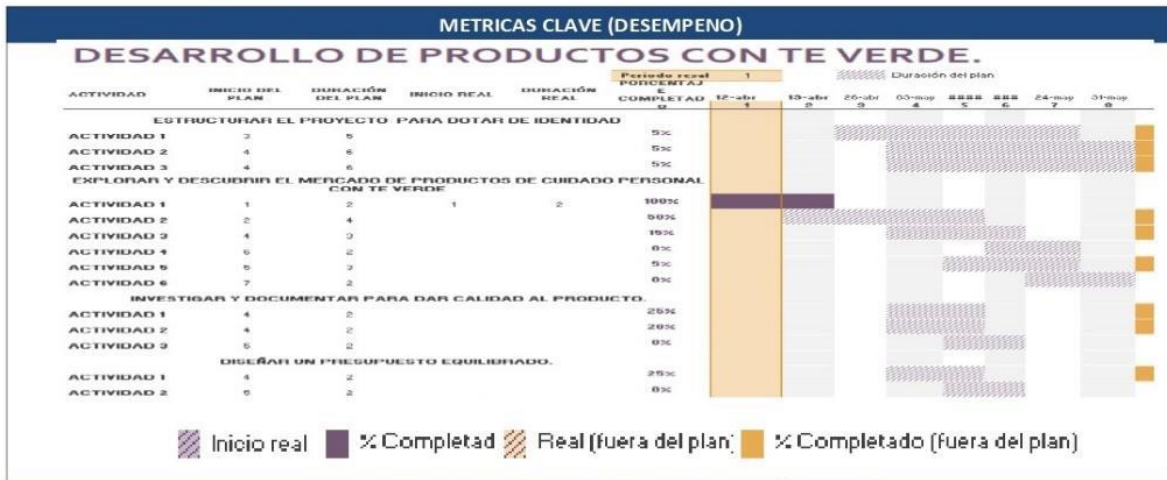 METRICAS CLAVE (DESEMPENO)
DESARROLLO DE PRODUCTOS CON TE VERDE.
Periodo resal 1 Duración del plan
ACTIVIDAD INICIO DEL PLAN DURACIÓN DEL PLAN INICIO REAL DURACIÓN REAL PORCENTAJE COMPLETADO 12-abr 19-abr 26-abr 03-may #### ### 24-may 31-may
1 2 3 4 5 6 7 8
ESTRUCTURAR EL PROYECTO PARA DOTAR DE IDENTIDAD
ACTIVIDAD 1 3 5 5%
ACTIVIDAD 2 4 6 5%
ACTIVIDAD 3 4 6 5%
EXPLORAR Y DESCUBRIR EL MERCADO DE PRODUCTOS DE CUIDADO PERSONAL
CON TE VERDE
ACTIVIDAD 1 1 2 1 2 100%
ACTIVIDAD 2 2 4 50%
ACTIVIDAD 3 4 3 15%
ACTIVIDAD 4 6 2 0%
ACTIVIDAD 5 5 3 5%
ACTIVIDAD 6 7 2 0%
INVESTIGAR Y DOCUMENTAR PARA DAR CALIDAD AL PRODUCTO.
ACTIVIDAD 1 4 2 25%
ACTIVIDAD 2 4 2 20%
ACTIVIDAD 3 5 2 0%
DISEÑAR UN PRESUPUESTO EQUILIBRADO.
ACTIVIDAD 1 4 2 25%
ACTIVIDAD 2 5 2 0%
Inicio real % Completad Real (fuera del plan) % Completado (fuera del plan)